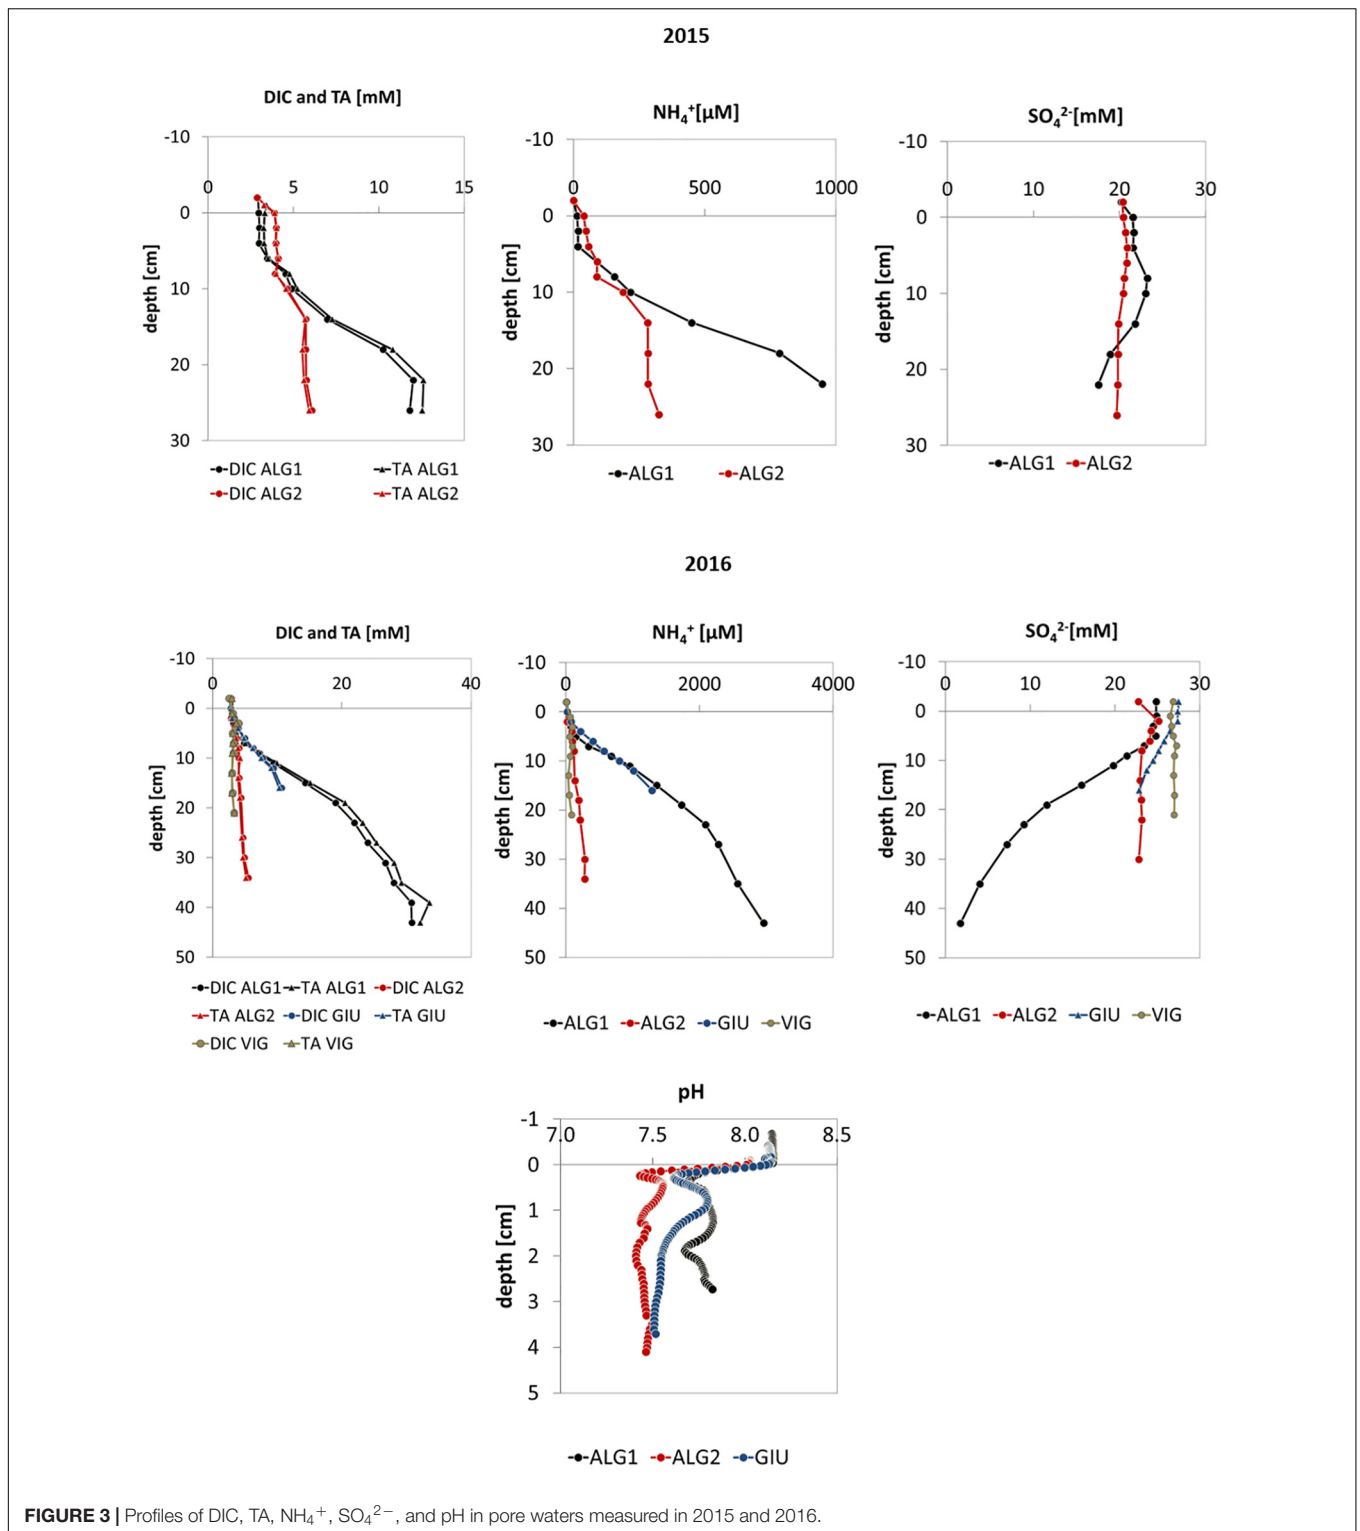 2015
DIC and TA [mM]
NH₄⁺[µM]
SO₄²⁻[mM]
-10
0
10
20
30
0
5
10
15
depth [cm]
DIC ALG1
TA ALG1
DIC ALG2
TA ALG2
-10
0
10
20
30
0
500
1000
depth [cm]
ALG1
ALG2
-10
0
10
20
30
0
10
20
30
depth [cm]
ALG1
ALG2
2016
DIC and TA [mM]
NH₄⁺ [µM]
SO₄²⁻[mM]
-10
0
10
20
30
40
50
0
20
40
depth [cm]
DIC ALG1
TA ALG1
DIC ALG2
TA ALG2
DIC GIU
TA GIU
DIC VIG
TA VIG
-10
0
10
20
30
40
50
0
2000
4000
depth [cm]
ALG1
ALG2
GIU
VIG
-10
0
10
20
30
40
50
0
10
20
30
depth [cm]
ALG1
ALG2
GIU
VIG
pH
-1
0
1
2
3
4
5
7.0
7.5
8.0
8.5
depth [cm]
ALG1
ALG2
GIU
FIGURE 3 | Profiles of DIC, TA, NH₄⁺, SO₄²⁻, and pH in pore waters measured in 2015 and 2016.